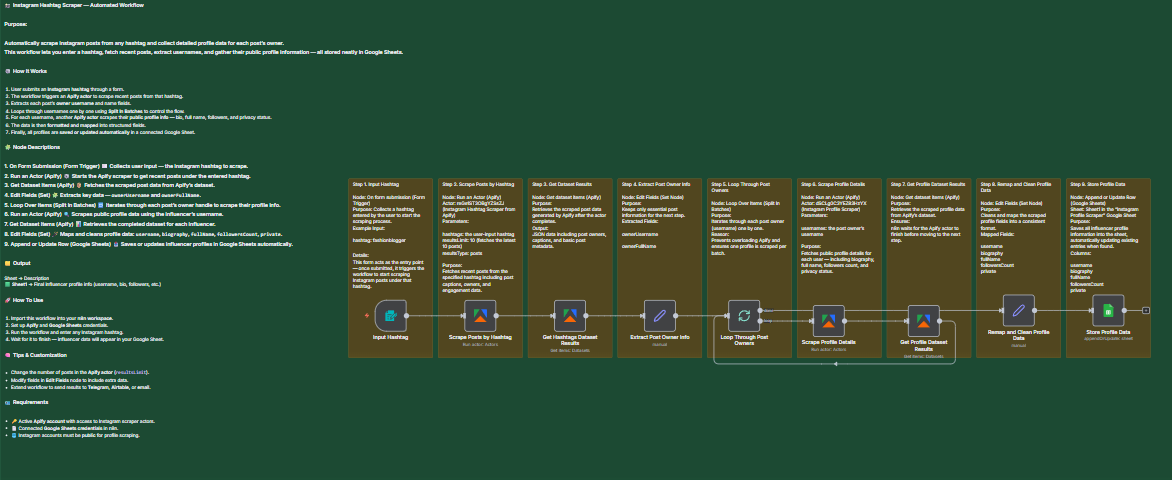 Instagram Hashtag Scraper — Automated Workflow
Purpose:
Automatically scrape Instagram posts from any hashtag and collect detailed profile data for each post's owner.
This workflow lets you enter a hashtag, fetch recent posts, extract usernames, and gather their public profile information — all stored neatly in Google Sheets.
How It Works
1. User submits an Instagram hashtag through a form.
2. The workflow triggers an Apify actor to scrape recent posts from that hashtag.
3. Extracts each post's owner username and name fields.
4. Loops through usernames one by one using Split In Batches to control the flow.
5. For each username, another Apify actor scrapes their public profile info — bio, full name, followers, and privacy status.
6. The data is then formatted and mapped into structured fields.
7. Finally, all profiles are saved or updated automatically in a connected Google Sheet.
Node Descriptions
1. On Form Submission (Form Trigger) Collects user input — the Instagram hashtag to scrape.
2. Run an Actor (Apify) Starts the Apify scraper to get recent posts under the entered hashtag.
3. Get Dataset Items (Apify) Fetches the scraped post data from Apify's dataset.
4. Edit Fields (Set) Extracts key data — ownerUsername and ownerFullName.
5. Loop Over Items (Split in Batches) Iterates through each post's owner handle to scrape their profile info.
6. Run an Actor (Apify) Scrapes public profile data using the influencer's username.
7. Get Dataset Items (Apify) Retrieves the completed dataset for each influencer.
8. Edit Fields (Set) Maps and cleans profile data: username, biography, fullName, followersCount, private.
9. Append or Update Row (Google Sheets) Saves or updates influencer profiles in Google Sheets automatically.
Output
Sheet → Description
Sheet1 → Final influencer profile info (username, bio, followers, etc.)
How To Use
1. Import this workflow into your n8n workspace.
2. Set up Apify and Google Sheets credentials.
3. Run the workflow and enter any Instagram hashtag.
4. Wait for it to finish — influencer data will appear in your Google Sheet.
Tips & Customization
• Change the number of posts in the Apify actor (resultsLimit).
• Modify fields in Edit Fields node to include extra data.
• Extend workflow to send results to Telegram, Airtable, or email.
Requirements
• Active Apify account with access to Instagram scraper actors.
• Connected Google Sheets credentials in n8n.
• Instagram accounts must be public for profile scraping.
Step 1. Input Hashtag
Node: On form submission (Form
Trigger)
Purpose: Collects a hashtag
entered by the user to start the
scraping process.
Example Input:
hashtag: fashionblogger
Details:
This form acts as the entry point
— once submitted, it triggers the
workflow to start scraping
Instagram posts under that
hashtag.
Input Hashtag
Step 2. Scrape Posts by Hashtag
Node: Run an Actor (Apify)
(Instagram Hashtag Scraper from
Apify)
Parameters:
hashtags: the user-input hashtag
resultsLimit: 10 (fetches the latest
10 posts)
resultsType: posts
Purpose:
Fetches recent posts from the
specified hashtag including post
captions, owners, and
engagement data.
Scrape Posts by Hashtag
Run actor: Actors
Step 3. Get Dataset Results
Node: Get dataset items (Apify)
Purpose:
Retrieves the scraped post data
generated by Apify after the actor
completes.
Output:
JSON data including post owners,
captions, and basic post
metadata.
Get Hashtags Dataset
Results
Get items: Datasets
Step 4. Extract Post Owner Info
Node: Edit Fields (Set Node)
Purpose:
Keeps only essential post
information for the next step.
Extracted Fields:
ownerUsername
ownerFullName
Extract Post Owner Info
manual
Step 5. Loop Through Post
Owners
Node: Loop Over Items (Split in
Batches)
Purpose:
Iterates through each post owner
(username) one by one.
Reason:
Prevents overloading Apify and
ensures one profile is scraped per
batch.
Loop Through Post
Owners
Step 6. Scrape Profile Details
Node: Run an Actor (Apify)
(Instagram Profile Scraper)
Parameters:
usernames: the post owner's
username
Purpose:
Fetches public profile details
for each user — including biography,
full name, followers count, and
privacy status.
Scrape Profile Details
Run actor: Actors
Step 7. Get Profile Dataset Results
Node: Get dataset items (Apify)
Purpose:
Retrieves the scraped profile data
from Apify's dataset.
Ensures:
n8n waits for the Apify actor to
finish before moving to the next
step.
Get Profile Dataset
Results
Get items: Datasets
Step 8. Remap and Clean Profile
Data
Node: Edit Fields (Set Node)
Purpose:
Cleans and maps the scraped
profile fields into a consistent
format.
Mapped Fields:
username
biography
fullName
followersCount
private
Remap and Clean Profile
Data
manual
Step 9. Store Profile Data
Node: Append or Update Row
(Google Sheets)
Sheet: Sheet1 in the "Instagram
Profile Scraper" Google Sheet
Purpose:
Saves all influencer profile
information into the sheet,
automatically updating existing
entries when found.
Columns:
username
biography
fullName
followersCount
private
Store Profile Data
appendOrUpdate: sheet